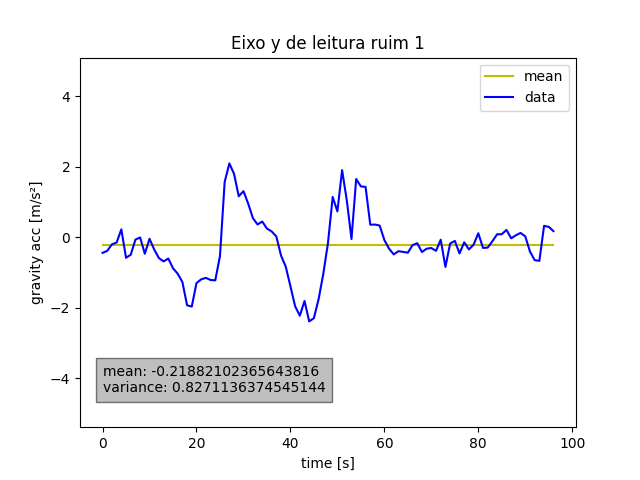 Eixo y de leitura ruim 1
mean
data
gravity acc [m/s²]
4
2
0
−2
−4
mean: -0.21882102365643816
variance: 0.8271136374545144
0 20 40 60 80 100
time [s]